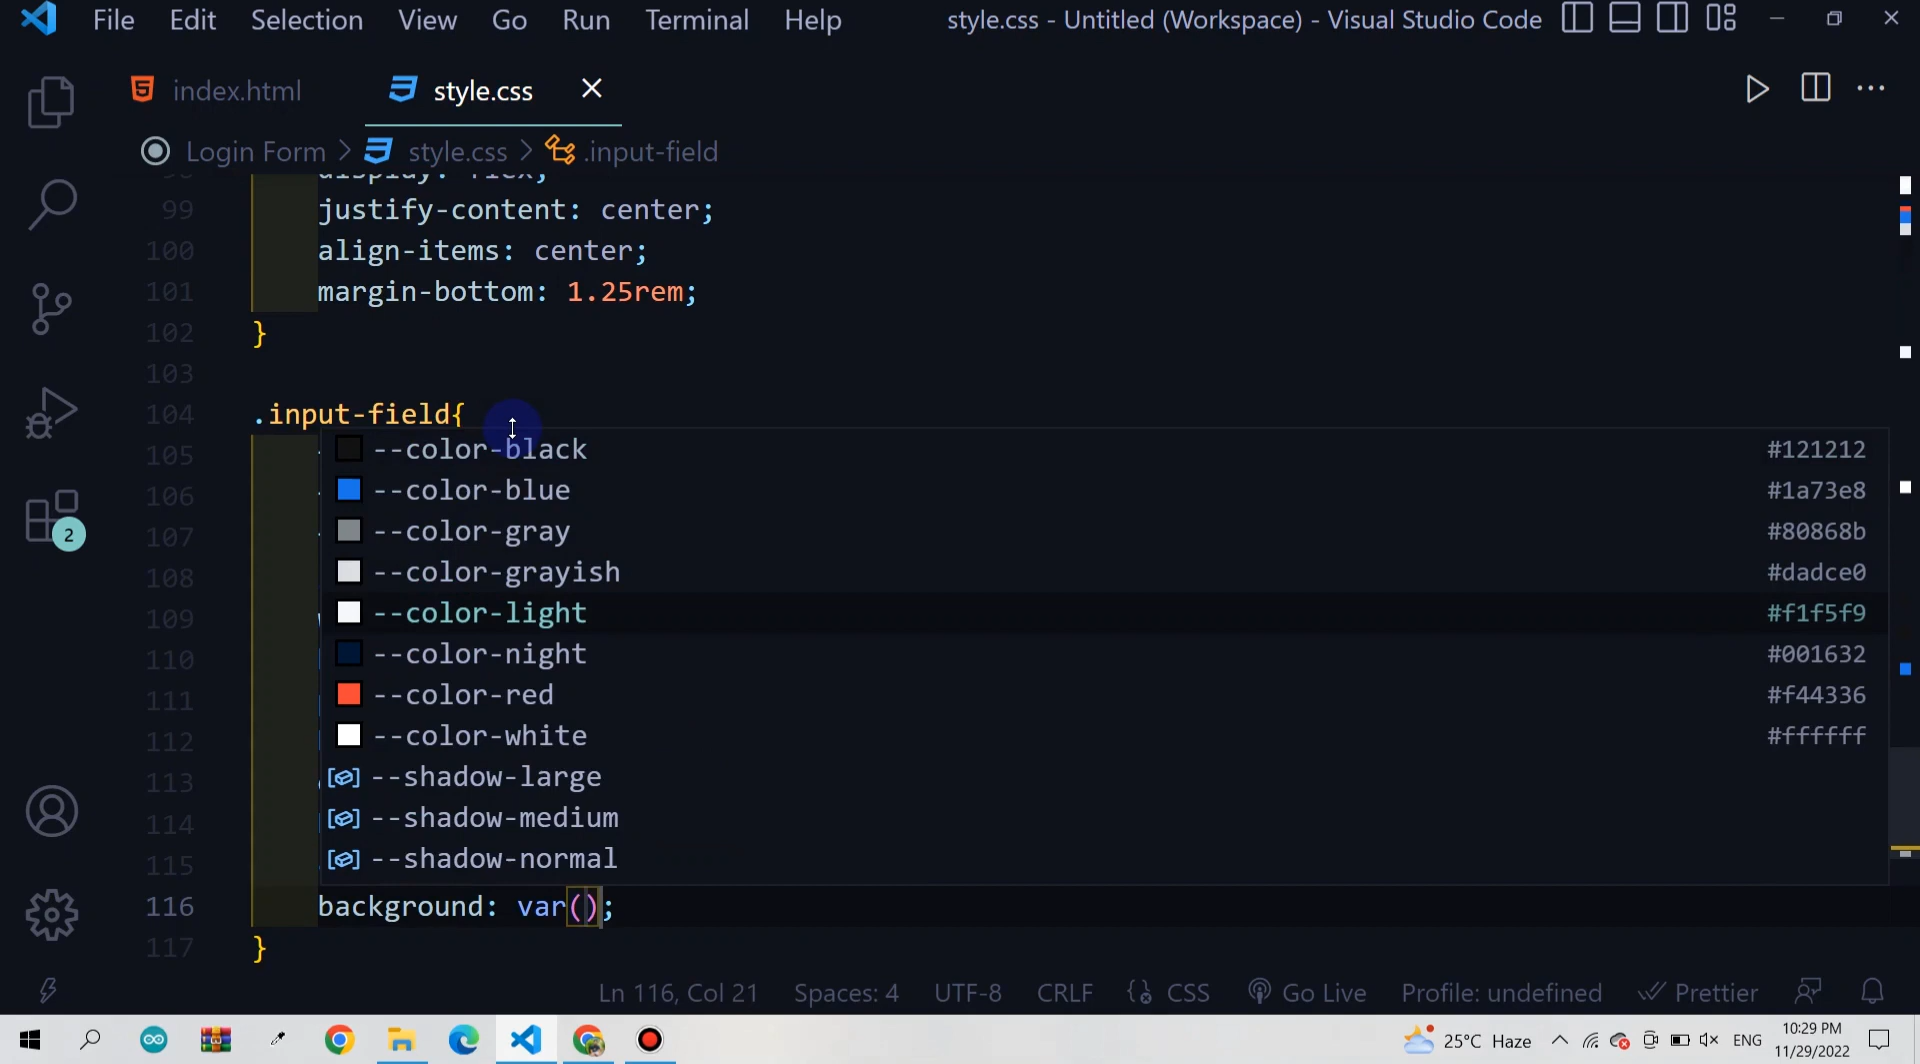 File Edit Selection View Go Run Terminal Help style.css - Untitled (Workspace) - Visual Studio Code
index.html style.css
Login Form > style.css > .input-field
98 display: flex;
99 justify-content: center;
100 align-items: center;
101 margin-bottom: 1.25rem;
102 }
103
104 .input-field{
105 --color-black #121212
106 --color-blue #1a73e8
107 --color-gray #80868b
108 --color-grayish #dadce0
109 --color-light #f1f5f9
110 --color-night #001632
111 --color-red #f44336
112 --color-white #ffffff
113 --shadow-large
114 --shadow-medium
115 --shadow-normal
116 background: var();
117 }
2
Ln 116, Col 21 Spaces: 4 UTF-8 CRLF {} CSS Go Live Profile: undefined Prettier
25°C Haze ENG 10:29 PM
11/29/2022